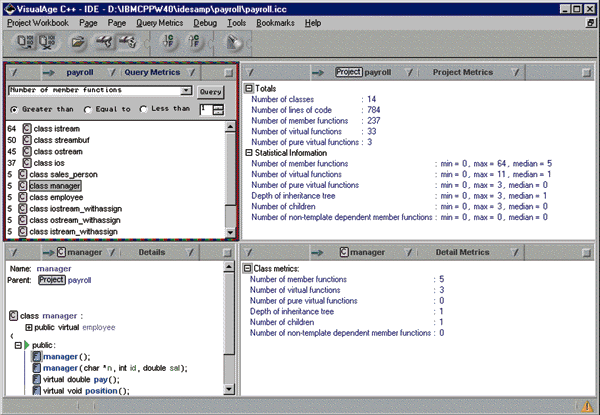 VisualAge C++ - IDE - D:\IBMCPPW40\idesamp\payroll\payroll.icc
Project Workbook Page Page Query Metrics Debug Tools Bookmark Help
payroll Query Metrics
Number of member functions Query
Greater than Equal to Less than 1
64 C class istream
50 C class streambuf
45 C class ostream
37 C class ios
5 C class sales_person
5 C class manager
5 C class employee
5 C class iostream_withassign
5 C class ostream_withassign
5 C class istream_withassign
Project payroll Project Metrics
Totals
Number of classes : 14
Number of lines of code : 784
Number of member functions : 237
Number of virtual functions : 33
Number of pure virtual functions : 3
Statistical Information
Number of member functions : min = 0, max = 64, median = 5
Number of virtual functions : min = 0, max = 11, median = 1
Number of pure virtual functions : min = 0, max = 3, median = 0
Depth of inheritance tree : min = 0, max = 3, median = 1
Number of children : min = 0, max = 3, median = 0
Number of non-template dependent member functions : min = 0, max = 0, median = 0
C manager Details
Name: manager
Parent: Project payroll
C class manager :
public virtual employee
{
public:
manager();
manager(char *n, int id, double sal);
virtual double pay();
virtual void position();
C manager Detail Metrics
Class metrics:
Number of member functions : 5
Number of virtual functions : 3
Number of pure virtual functions : 0
Depth of inheritance tree : 1
Number of children : 1
Number of non-template dependent member functions : 0